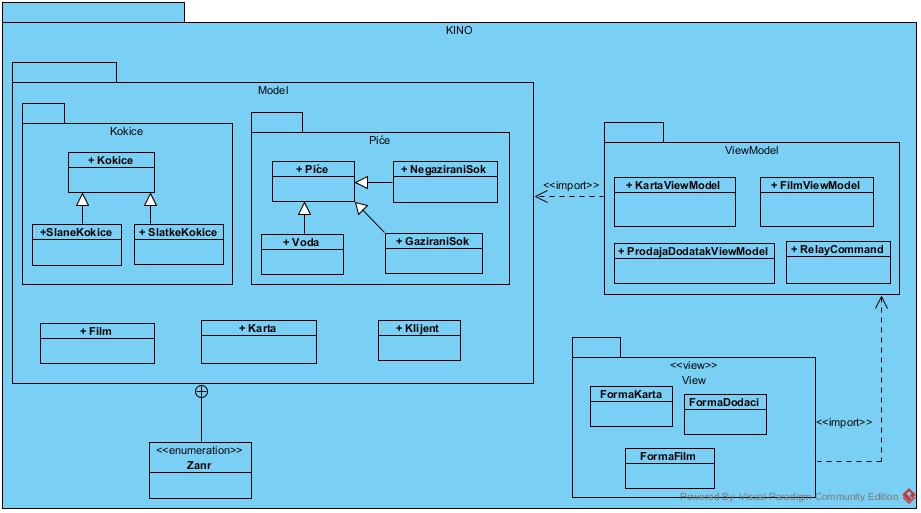 KINO
Model
Kokice
+ Kokice
+SlaneKokice
+ SlatkeKokice
Piće
+ Piće
+ NegaziraniSok
+ Voda
+ GaziraniSok
+ Film
+ Karta
+ Klijent
<<enumeration>>
Zanr
<<import>>
ViewModel
+ KartaViewModel
+ FilmViewModel
+ ProdajaDodatakViewModel
+ RelayCommand
<<import>>
<<view>>
View
FormaKarta
FormaDodaci
FormaFilm
Powered By Visual Paradigm Community Edition